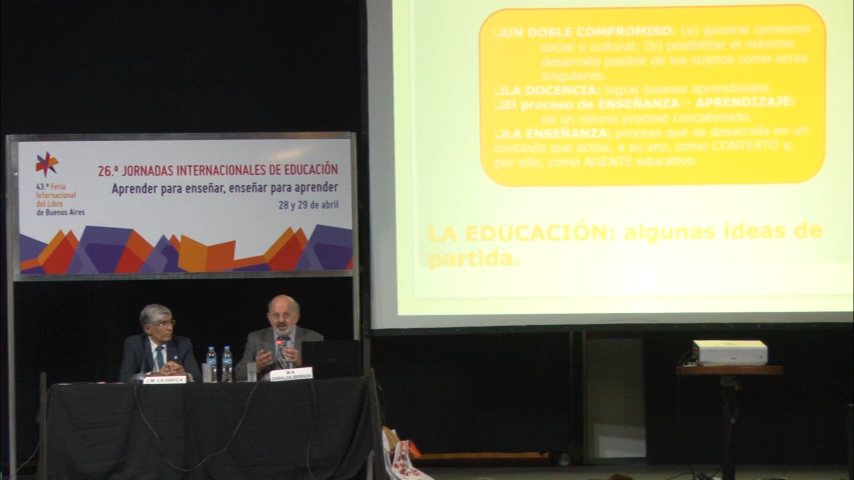 ❑UN DOBLE COMPROMISO: (a) generar consenso
social y cultural; (b) posibilitar el máximo
desarrollo posible de los sujetos como seres
singulares.
❑LA DOCENCIA: lograr buenos aprendizajes.
❑El proceso de ENSEÑANZA – APRENDIZAJE:
es un mismo proceso concatenado.
❑LA ENSEÑANZA: proceso que se desarrolla en un
contexto que actúa, a su vez, como CONTEXTO y,
por ello, como AGENTE educativo.
LA EDUCACIÓN: algunas ideas de
partida.
43.ª Feria
Internacional
del Libro
de Buenos Aires
26.ª JORNADAS INTERNACIONALES DE EDUCACIÓN
Aprender para enseñar, enseñar para aprender
28 y 29 de abril
LA GRECA